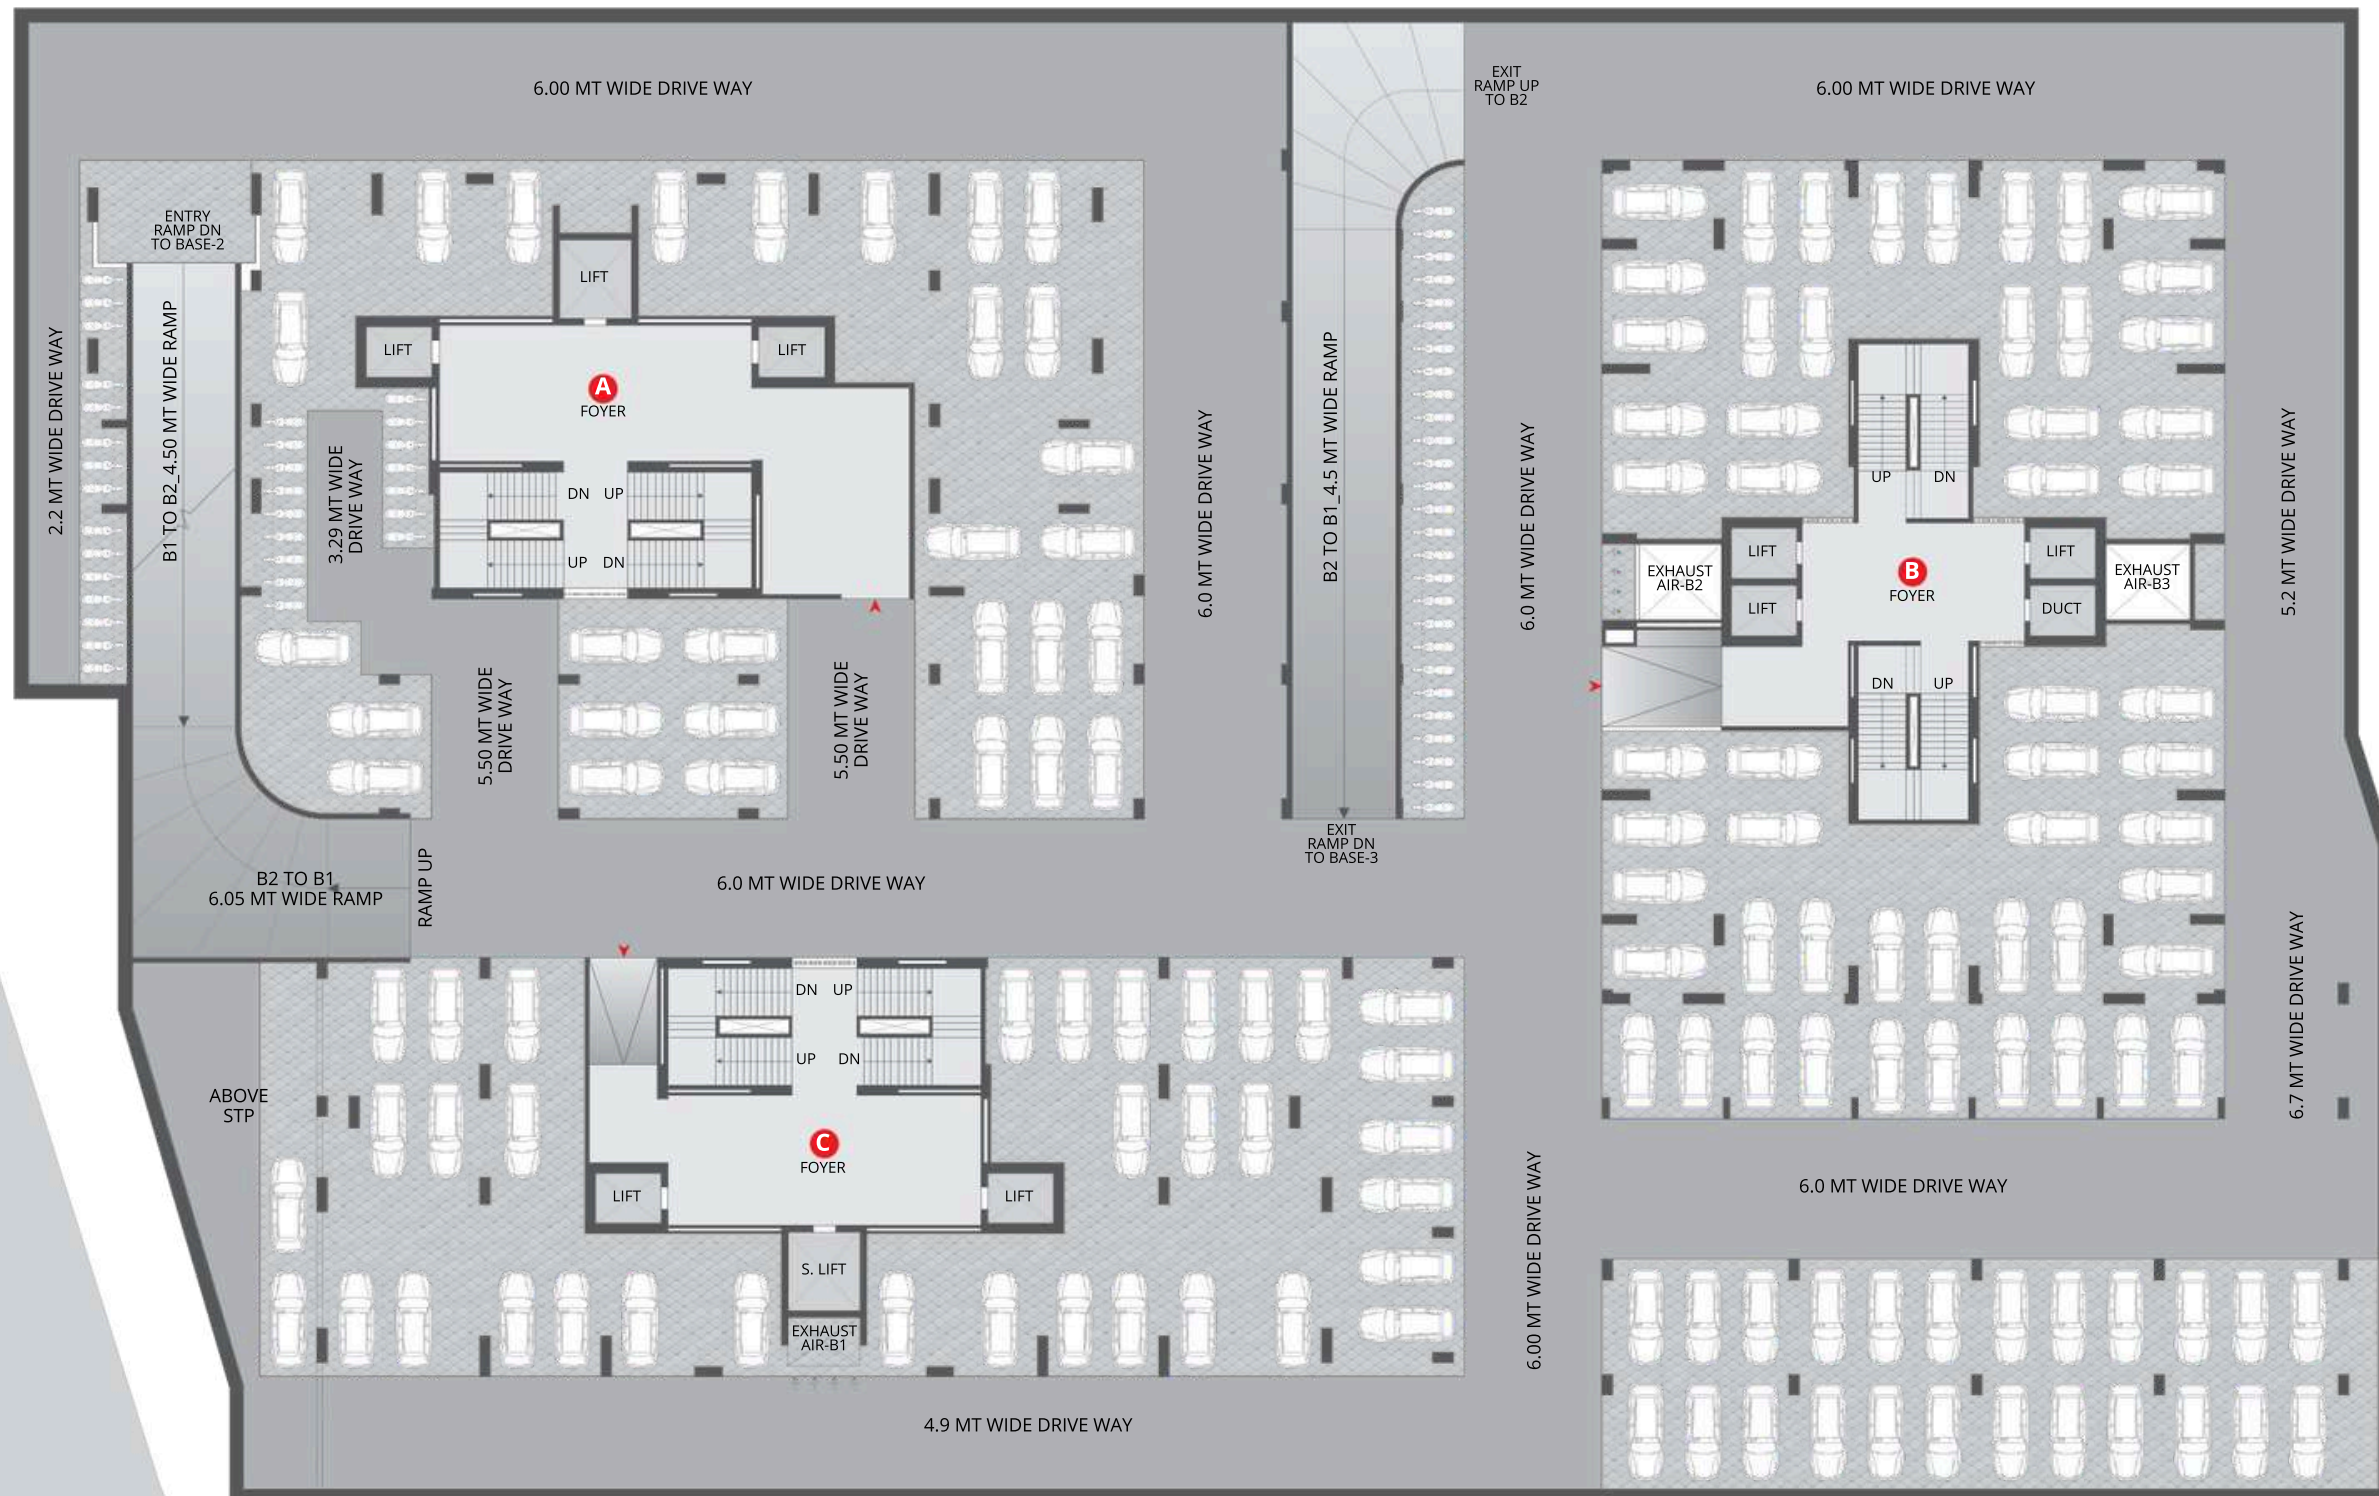 6.00 MT WIDE DRIVE WAY
EXIT
RAMP UP
TO B2
6.00 MT WIDE DRIVE WAY
ENTRY
RAMP DN
TO BASE-2
2.2 MT WIDE DRIVE WAY
B1 TO B2_4.50 MT WIDE RAMP
LIFT
LIFT
LIFT
A
FOYER
3.29 MT WIDE
DRIVE WAY
DN UP
UP DN
5.50 MT WIDE
DRIVE WAY
5.50 MT WIDE
DRIVE WAY
6.0 MT WIDE DRIVE WAY
B2 TO B1_4.5 MT WIDE RAMP
6.0 MT WIDE DRIVE WAY
UP DN
LIFT
LIFT
EXHAUST
AIR-B2
B
FOYER
LIFT
DUCT
EXHAUST
AIR-B3
DN UP
5.2 MT WIDE DRIVE WAY
EXIT
RAMP DN
TO BASE-3
B2 TO B1
6.05 MT WIDE RAMP
RAMP UP
6.0 MT WIDE DRIVE WAY
6.7 MT WIDE DRIVE WAY
DN UP
UP DN
ABOVE
STP
C
FOYER
LIFT
LIFT
S. LIFT
EXHAUST
AIR-B1
6.00 MT WIDE DRIVE WAY
6.0 MT WIDE DRIVE WAY
4.9 MT WIDE DRIVE WAY